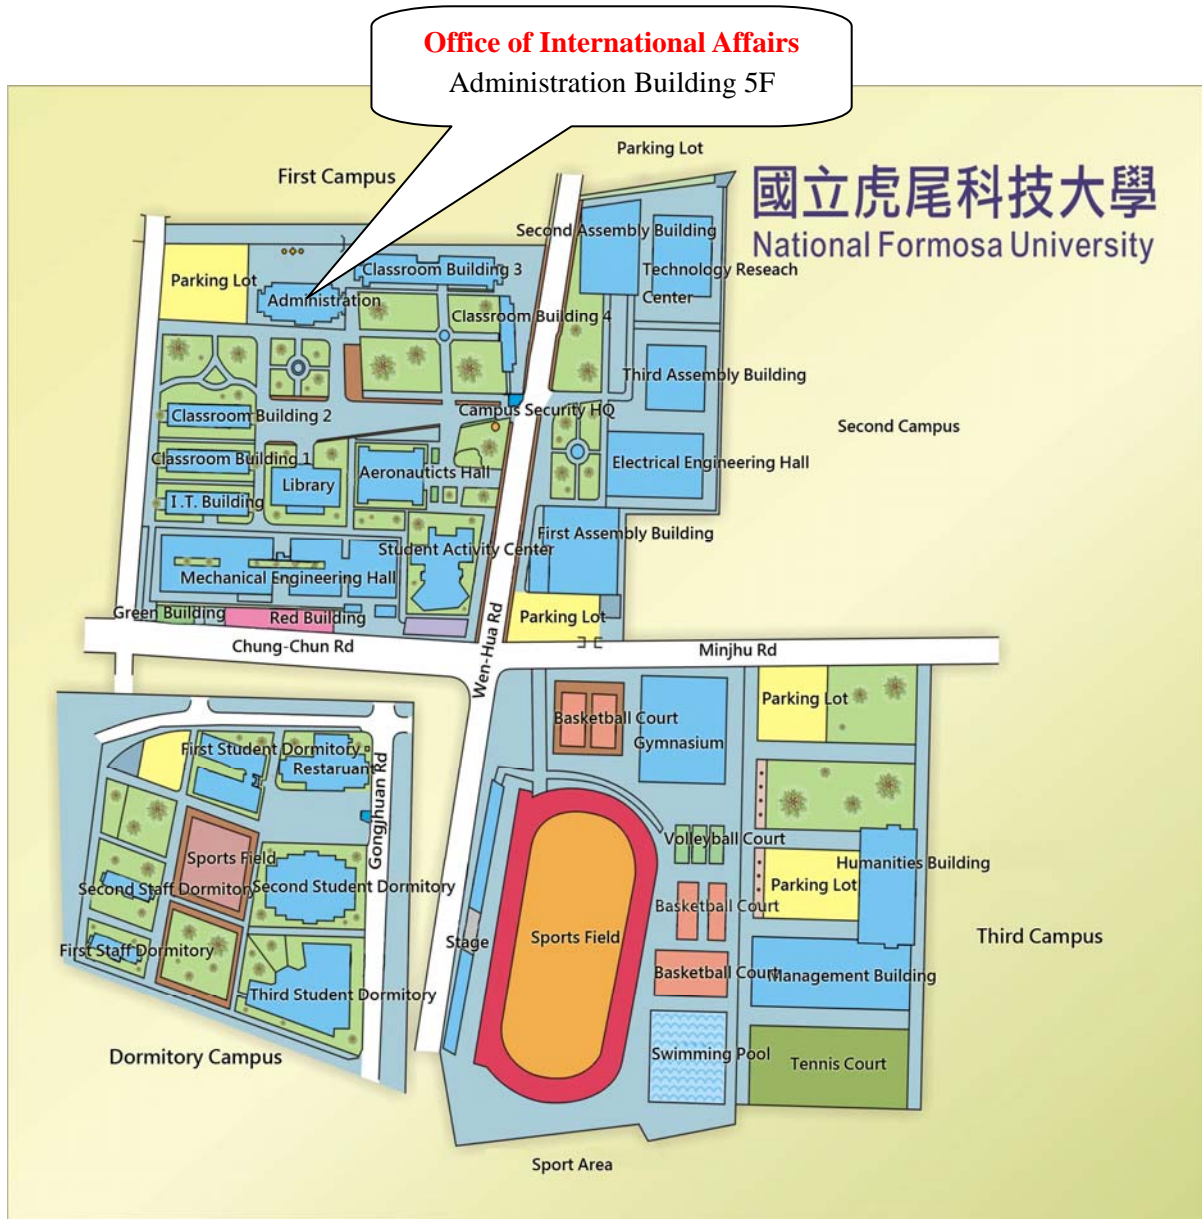 Office of International Affairs
Administration Building 5F
Parking Lot
First Campus
國立虎尾科技大學
National Formosa University
Second Assembly Building
Technology Reseach
Center
Parking Lot
Classroom Building 3
Administration
Classroom Building 4
Third Assembly Building
Classroom Building 2
Campus Security HQ
Second Campus
Classroom Building 1
Aeronauticts Hall
Electrical Engineering Hall
Library
I.T. Building
First Assembly Building
Student Activity Center
Mechanical Engineering Hall
Green Building
Red Building
Parking Lot
Chung-Chun Rd
Wen-Hua Rd
Minjhu Rd
Parking Lot
Basketball Court
Gymnasium
First Student Dormitory
Restaruant
Gongjhuan Rd
Volleyball Court
Sports Field
Humanities Building
Second Staff Dormitory
Second Student Dormitory
Parking Lot
Basketball Court
First Staff Dormitory
Stage
Sports Field
Third Campus
Basketball Court
Management Building
Third Student Dormitory
Dormitory Campus
Swimming Pool
Tennis Court
Sport Area